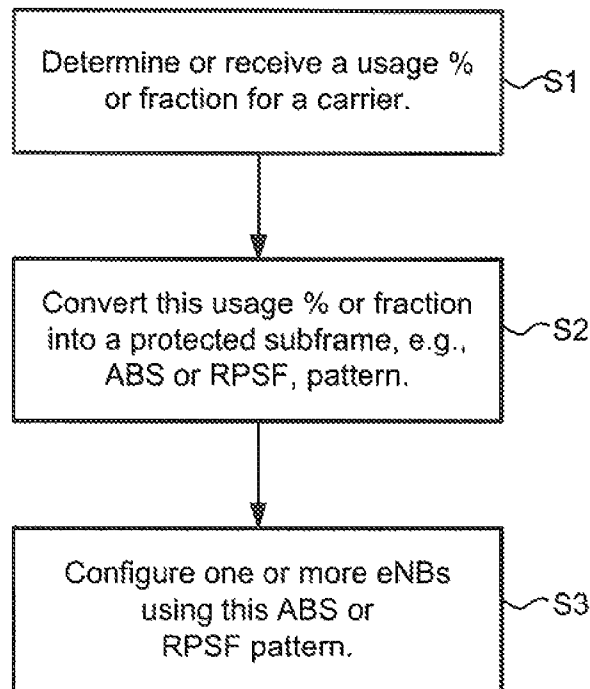 Determine or receive a usage %
or fraction for a carrier.
S1
Convert this usage % or fraction
into a protected subframe, e.g.,
ABS or RPSF, pattern.
S2
Configure one or more eNBs
using this ABS or
RPSF pattern.
S3